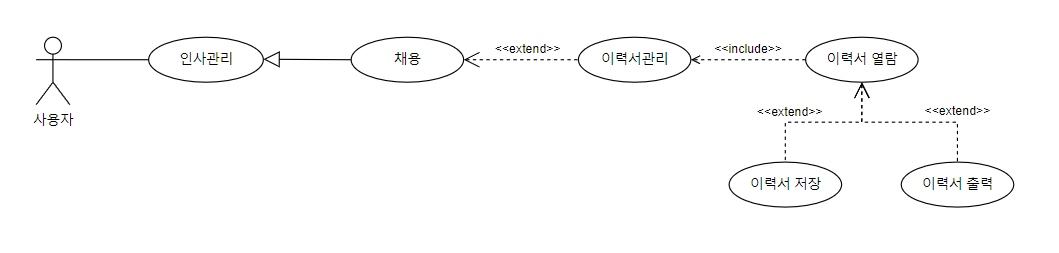 사용자
인사관리
채용
<<extend>>
이력서관리
<<include>>
이력서 열람
<<extend>>
<<extend>>
이력서 저장
이력서 출력